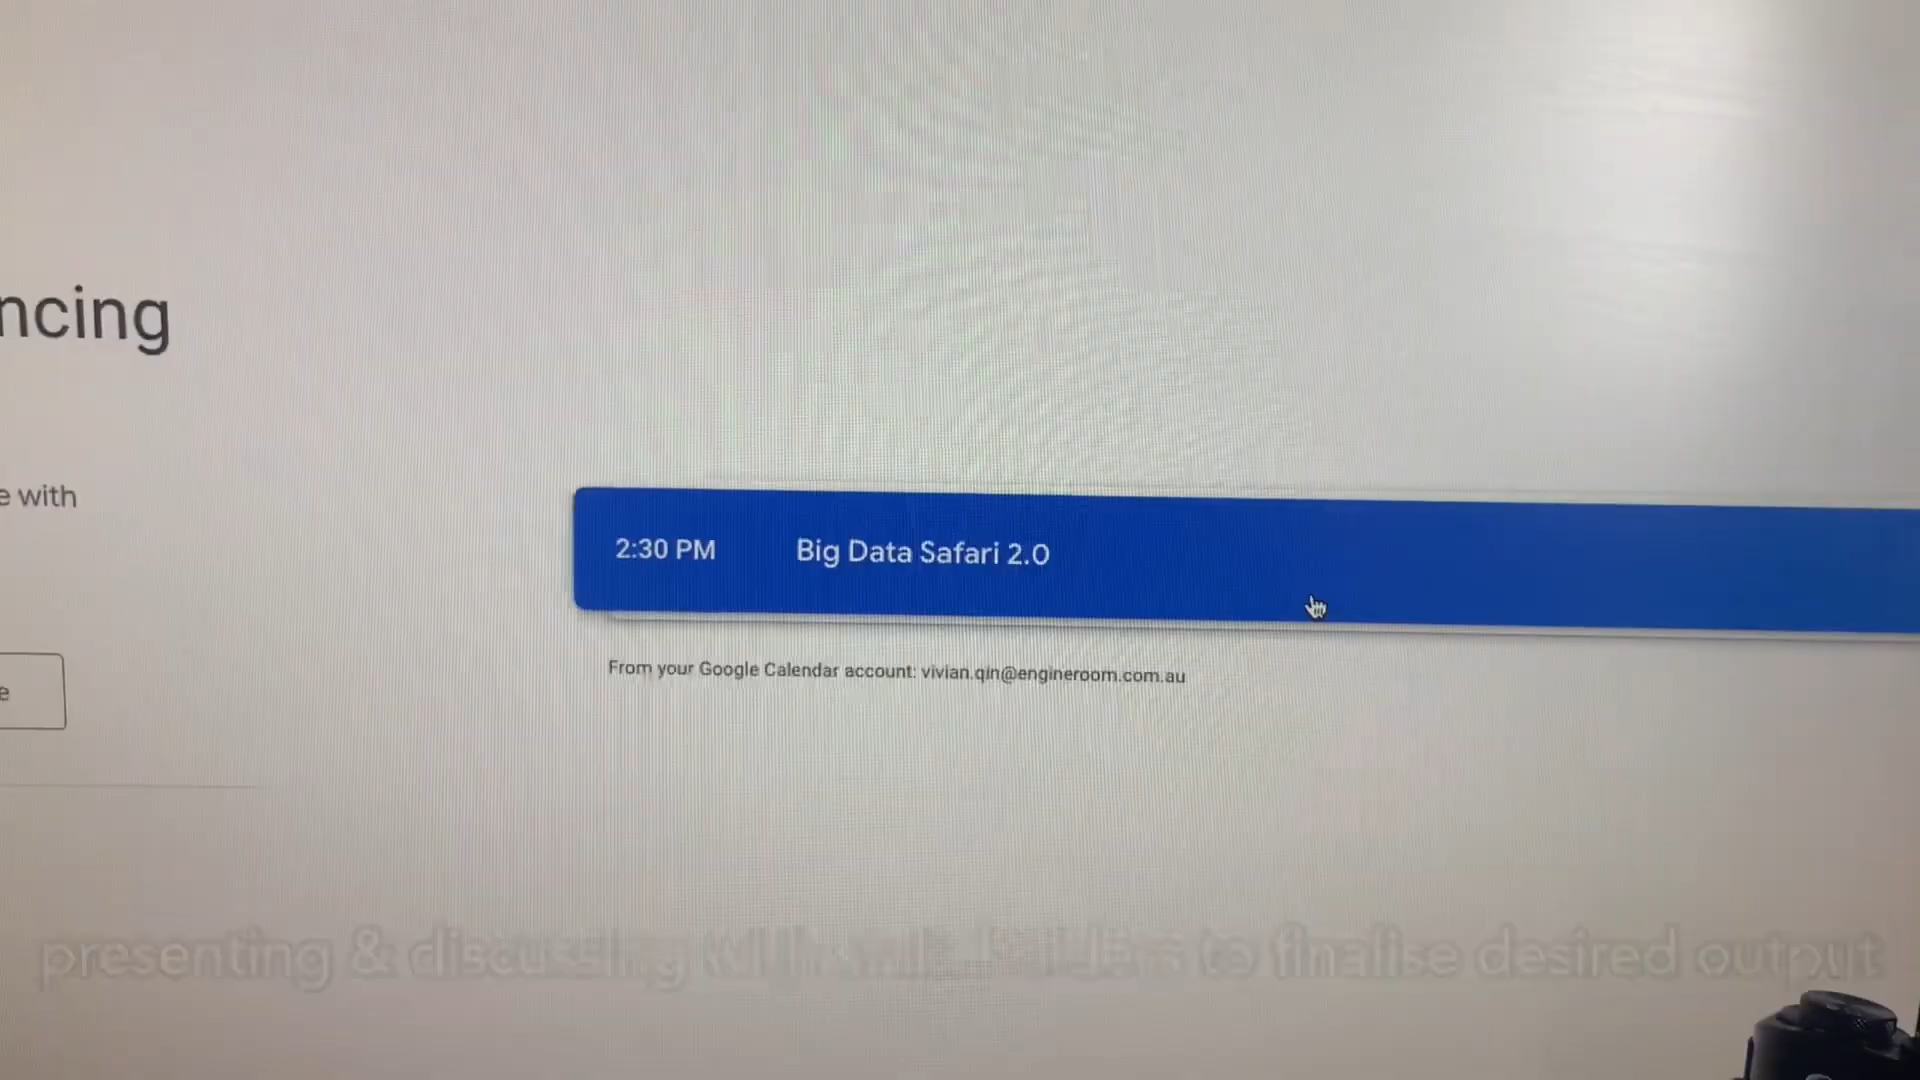 ncing
e with
2:30 PM Big Data Safari 2.0
e
From your Google Calendar account: vivian.qin@engineroom.com.au
presenting & discussing to finalise desired output